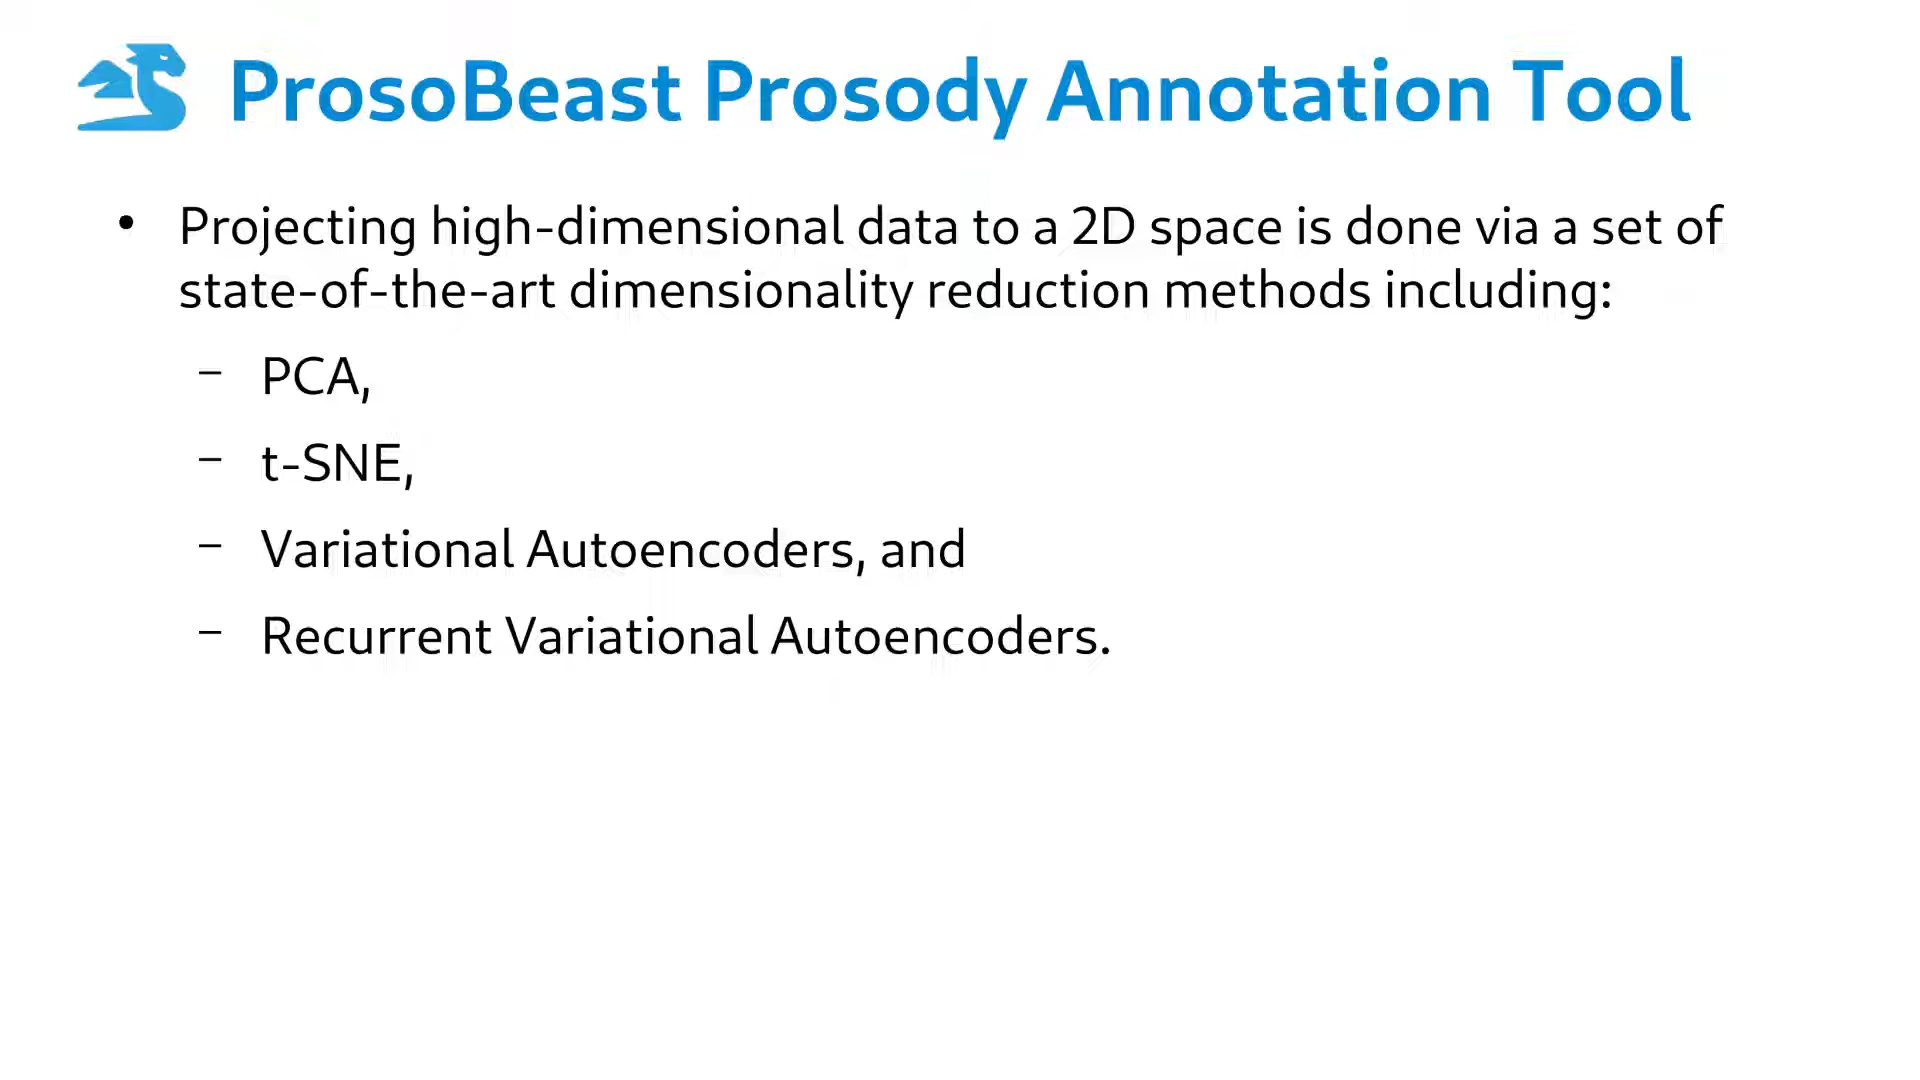 ProsoBeast Prosody Annotation Tool
• Projecting high-dimensional data to a 2D space is done via a set of
state-of-the-art dimensionality reduction methods including:
– PCA,
– t-SNE,
– Variational Autoencoders, and
– Recurrent Variational Autoencoders.